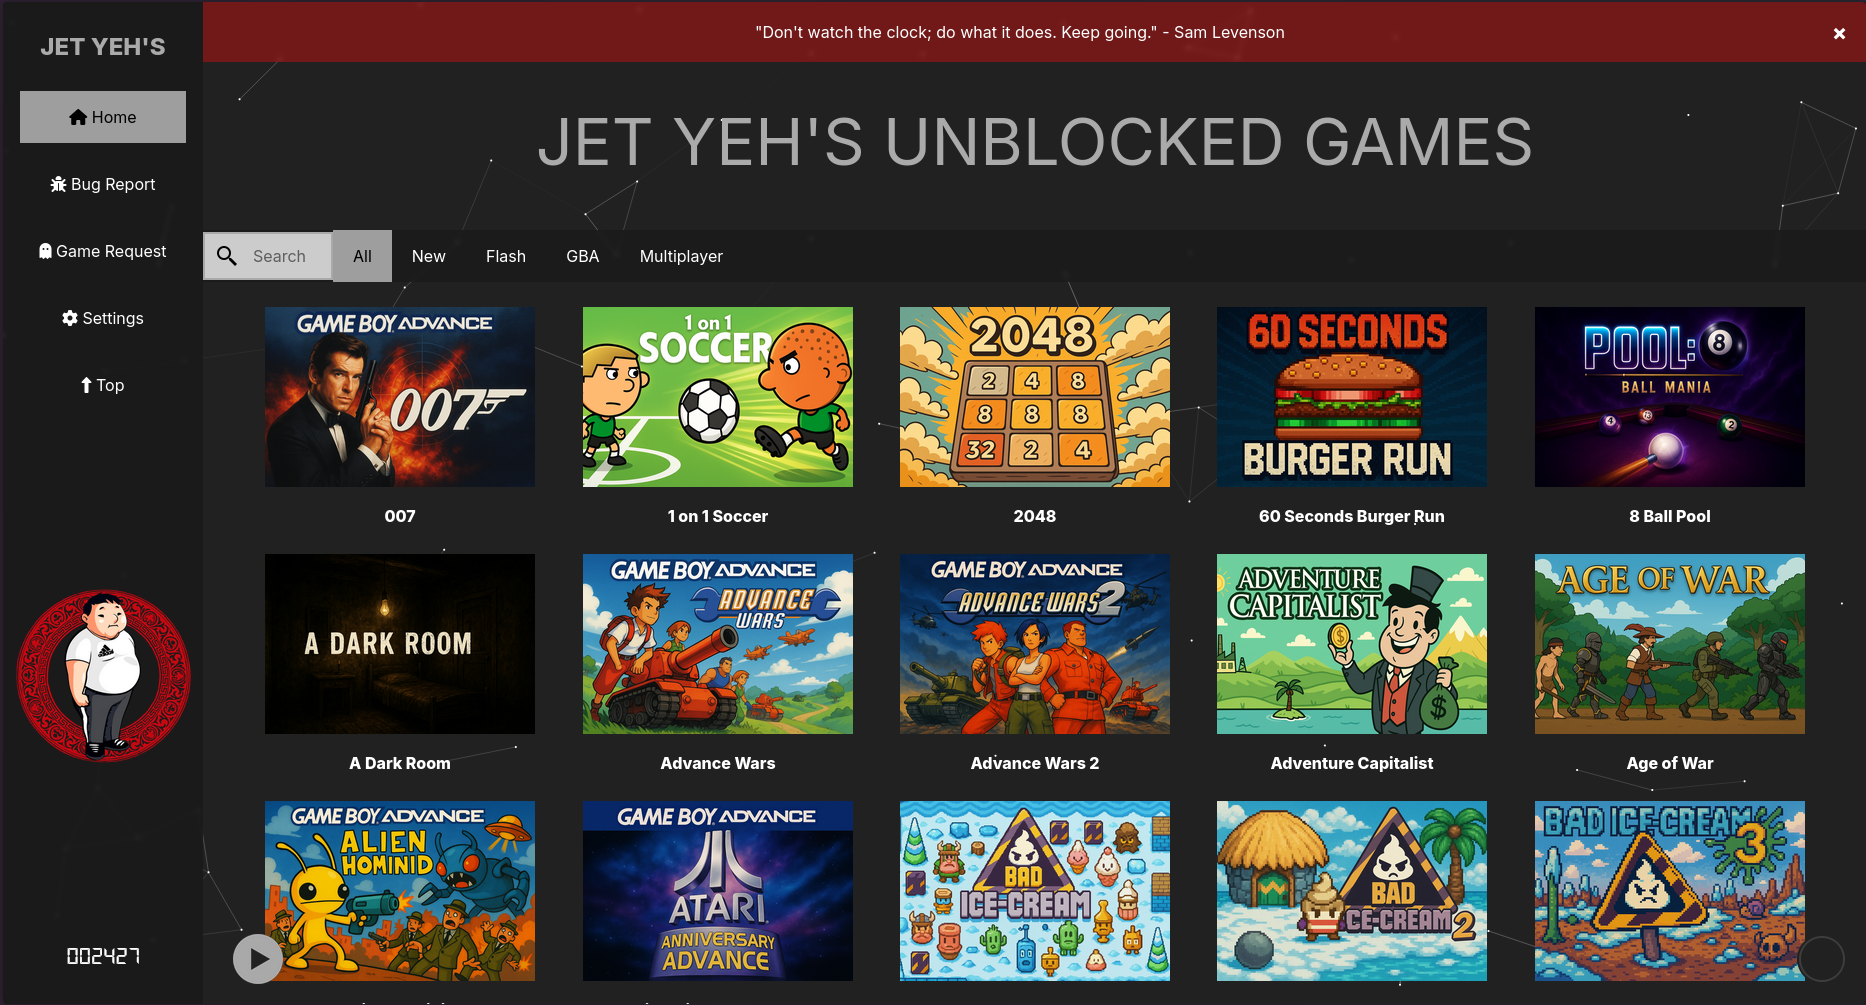 JET YEH'S
Home
Bug Report
Game Request
Settings
Top
002427
"Don't watch the clock; do what it does. Keep going." - Sam Levenson
JET YEH'S UNBLOCKED GAMES
Search
All
New
Flash
GBA
Multiplayer
GAME BOY ADVANCE
007
1 on 1
SOCCER
2048
2 4 8
8 8 8
32 2 4
60 SECONDS
BURGER RUN
POOL: 8
BALL MANIA
4 13 2
007
1 on 1 Soccer
2048
60 Seconds Burger Run
8 Ball Pool
A DARK ROOM
GAME BOY ADVANCE
ADVANCE
WARS
GAME BOY ADVANCE
ADVANCE WARS 2
ADVENTURE
CAPITALIST
$
$
AGE OF WAR
A Dark Room
Advance Wars
Advance Wars 2
Adventure Capitalist
Age of War
GAME BOY ADVANCE
ALIEN
HOMINID
GAME BOY ADVANCE
ATARI
ANNIVERSARY
ADVANCE
BAD
ICE-CREAM
BAD
ICE-CREAM 2
BAD ICE-CREAM
3